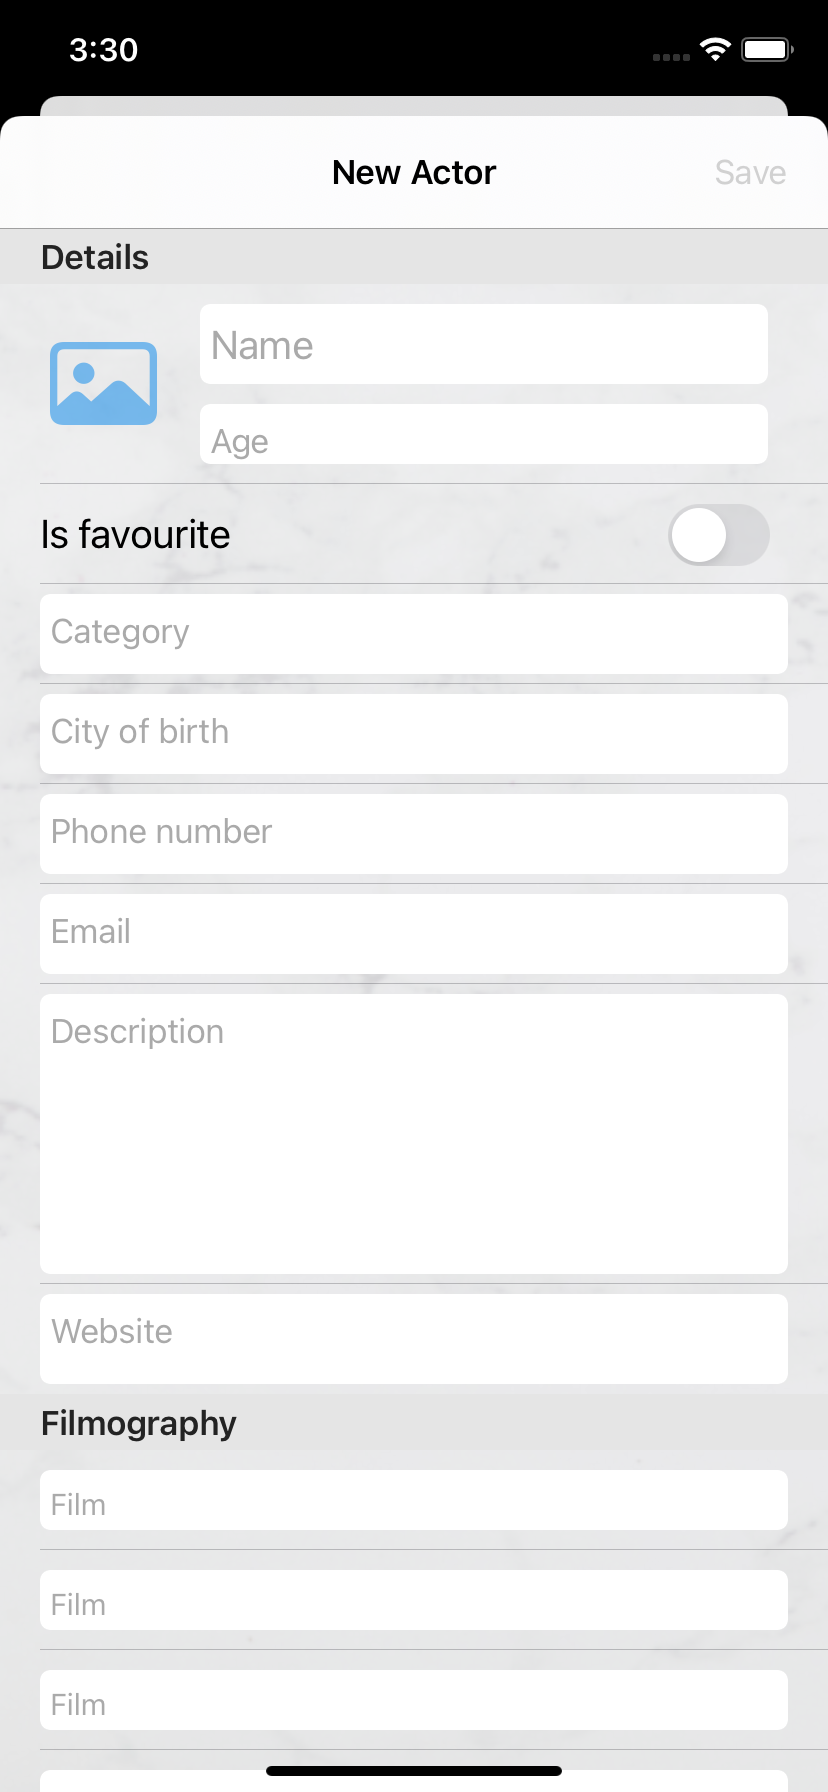 3:30
New Actor
Save
Details
Name
Age
Is favourite
Category
City of birth
Phone number
Email
Description
Website
Filmography
Film
Film
Film